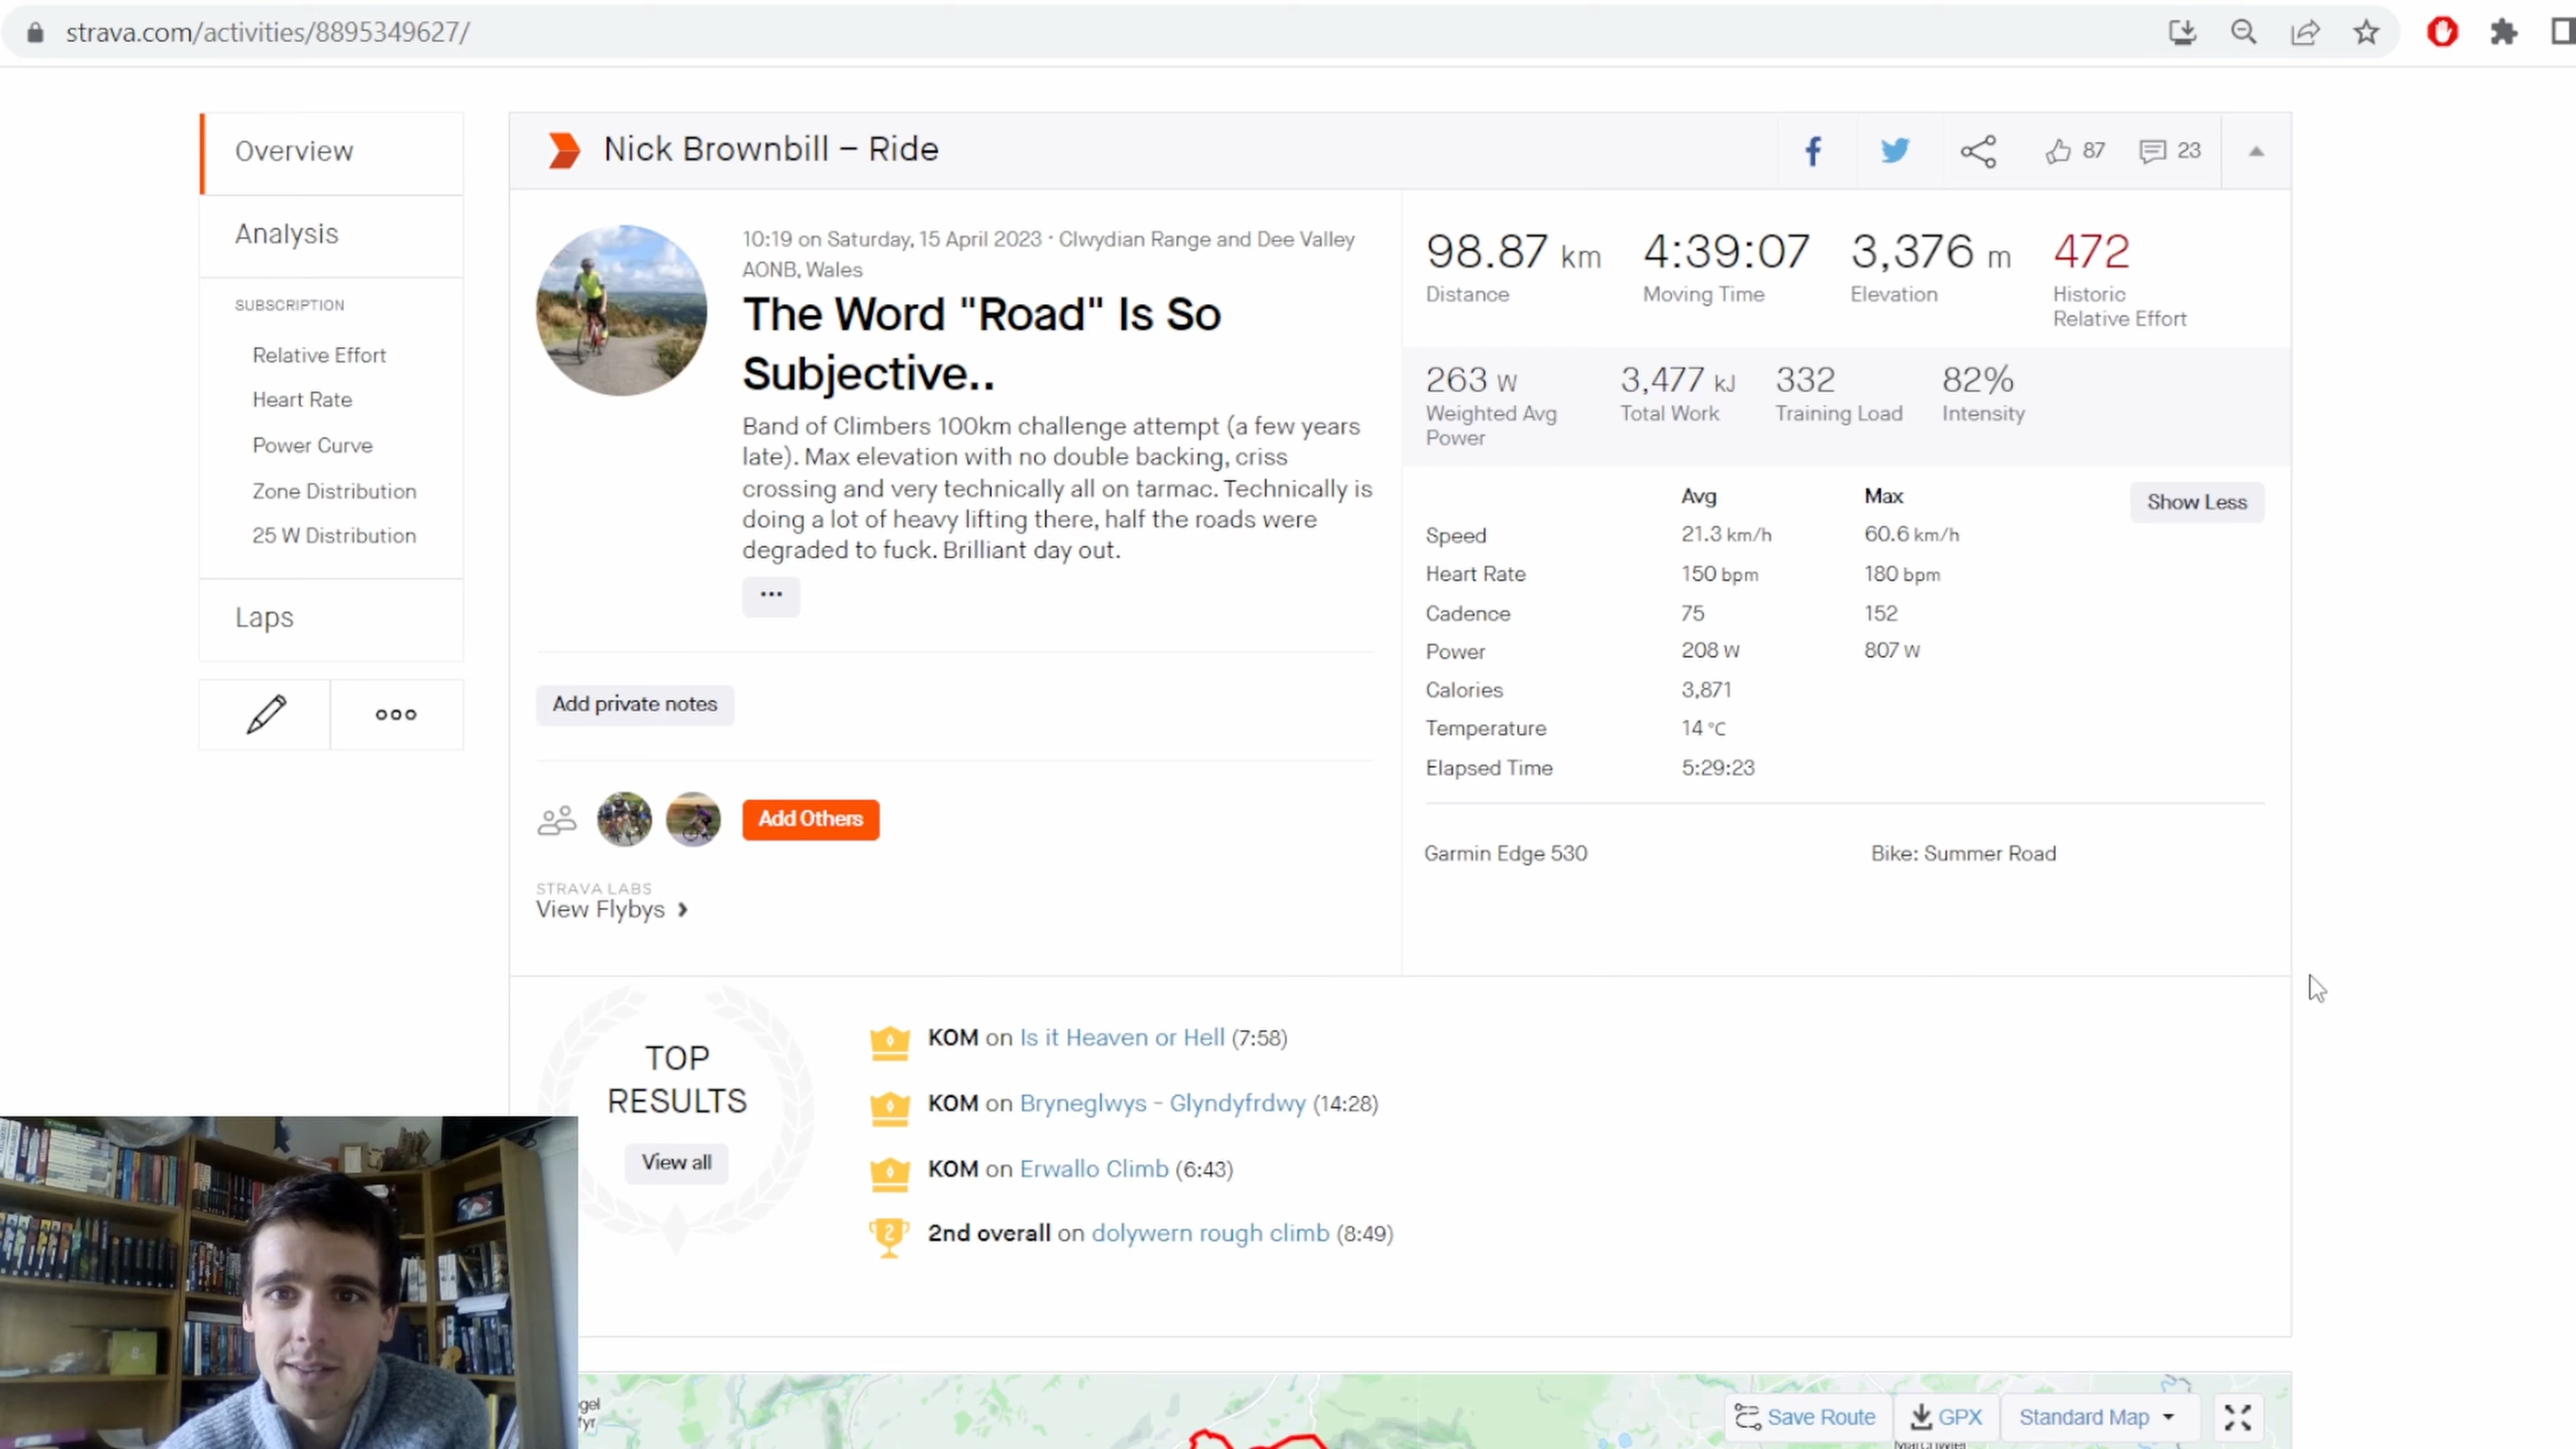 strava.com/activities/8895349627/
Overview
Analysis
SUBSCRIPTION
Relative Effort
Heart Rate
Power Curve
Zone Distribution
25 W Distribution
Laps
Nick Brownbill – Ride
87
23
10:19 on Saturday, 15 April 2023 · Clwydian Range and Dee Valley
AONB, Wales
The Word "Road" Is So
Subjective..
Band of Climbers 100km challenge attempt (a few years
late). Max elevation with no double backing, criss
crossing and very technically all on tarmac. Technically is
doing a lot of heavy lifting there, half the roads were
degraded to fuck. Brilliant day out.
Add private notes
Add Others
STRAVA LABS
View Flybys
98.87 km 4:39:07 3,376 m 472
Distance Moving Time Elevation Historic
Relative Effort
263 W 3,477 kJ 332 82%
Weighted Avg Total Work Training Load Intensity
Power
Avg Max
Show Less
Speed 21.3 km/h 60.6 km/h
Heart Rate 150 bpm 180 bpm
Cadence 75 152
Power 208 W 807 W
Calories 3,871
Temperature 14 °C
Elapsed Time 5:29:23
Garmin Edge 530 Bike: Summer Road
TOP
RESULTS
View all
KOM on Is it Heaven or Hell (7:58)
KOM on Bryneglwys - Glyndyfrdwy (14:28)
KOM on Erwallo Climb (6:43)
2
2nd overall on dolywern rough climb (8:49)
gel
fyr
Save Route
GPX
Standard Map